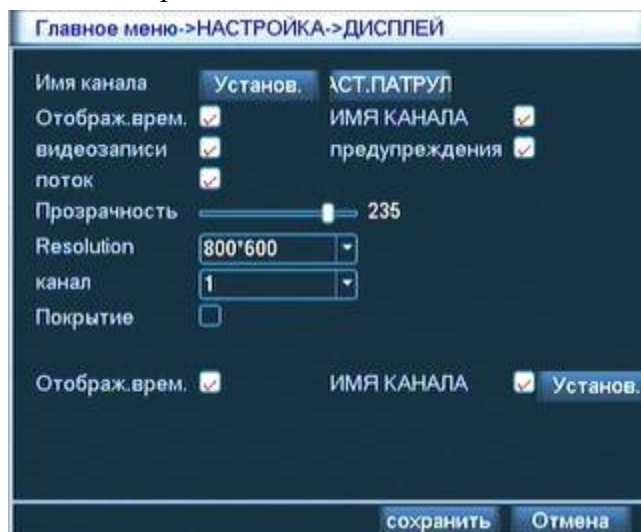 Главное меню->НАСТРОЙКА->ДИСПЛЕЙ
Имя канала Установ. АСТ.ПАТРУЛ
Отображ.врем. ИМЯ КАНАЛА
видеозаписи предупреждения
поток
Прозрачность 235
Resolution 800*600
канал 1
Покрытие
Отображ.врем. ИМЯ КАНАЛА Установ.
сохранить Отмена